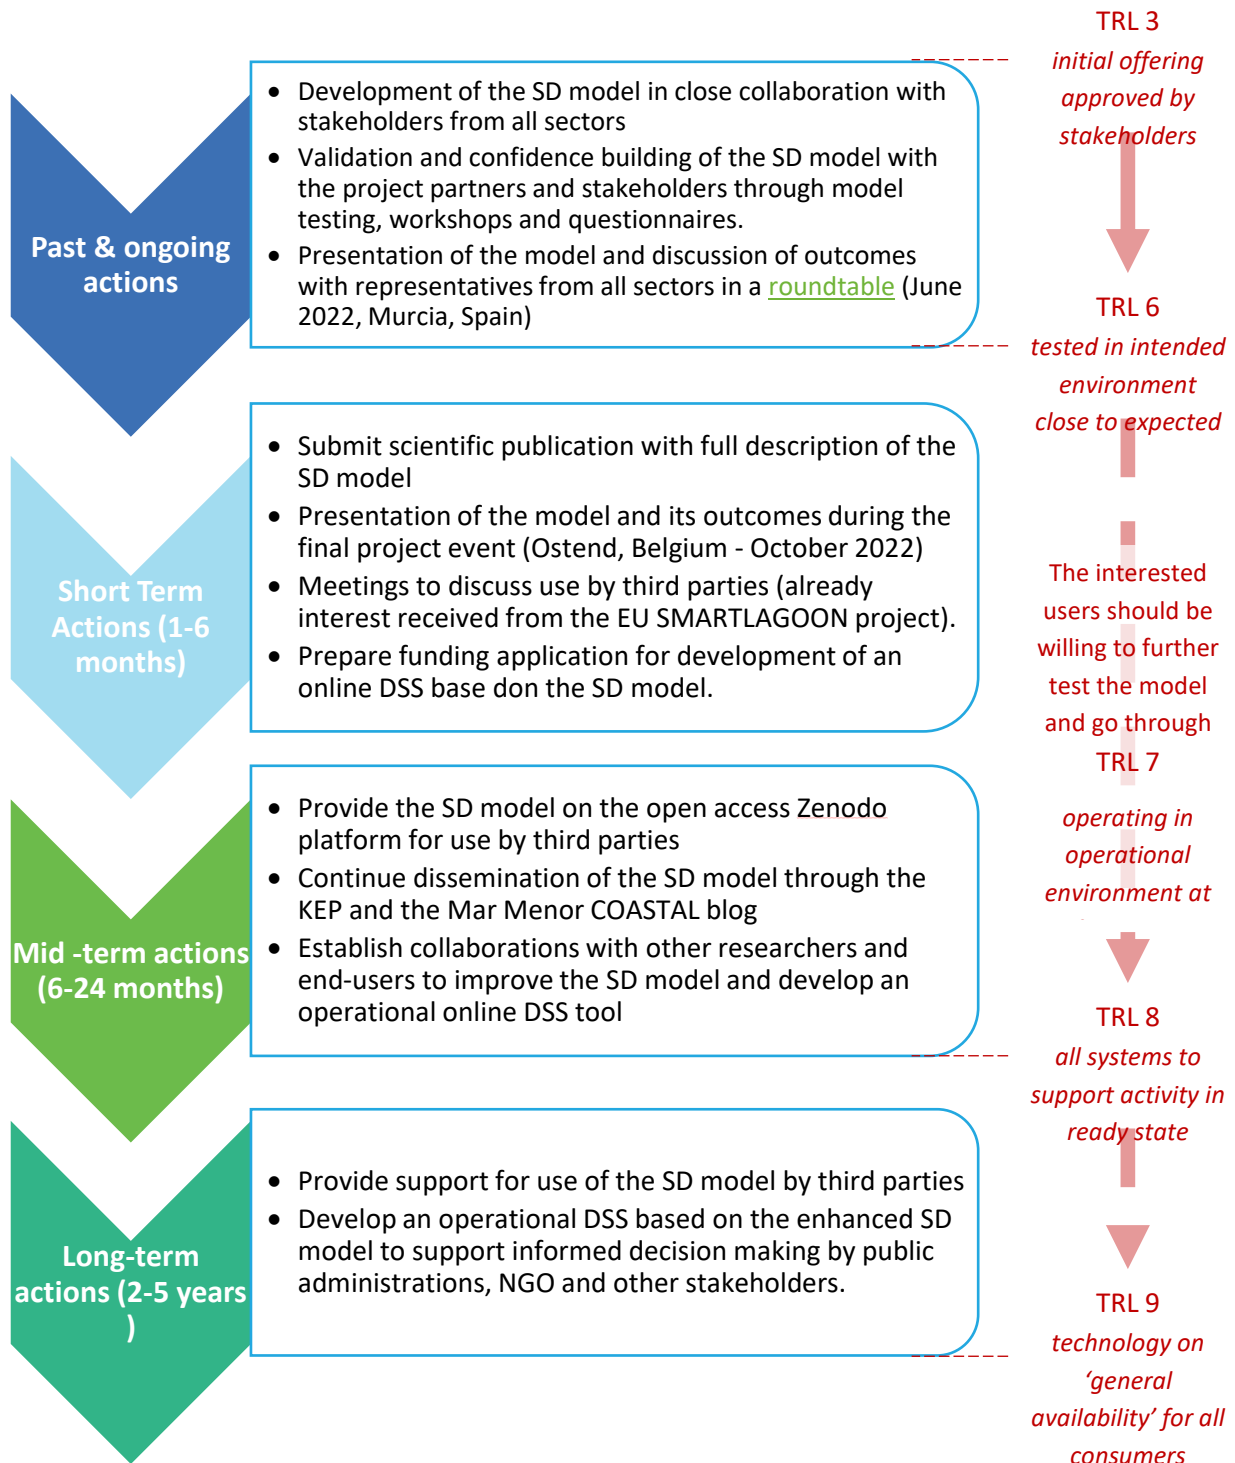 Past & ongoing
actions
• Development of the SD model in close collaboration with
stakeholders from all sectors
• Validation and confidence building of the SD model with
the project partners and stakeholders through model
testing, workshops and questionnaires.
• Presentation of the model and discussion of outcomes
with representatives from all sectors in a roundtable (June
2022, Murcia, Spain)
Short Term
Actions (1-6
months)
• Submit scientific publication with full description of the
SD model
• Presentation of the model and its outcomes during the
final project event (Ostend, Belgium - October 2022)
• Meetings to discuss use by third parties (already
interest received from the EU SMARTLAGOON project).
• Prepare funding application for development of an
online DSS base don the SD model.
Mid -term actions
(6-24 months)
• Provide the SD model on the open access Zenodo
platform for use by third parties
• Continue dissemination of the SD model through the
KEP and the Mar Menor COASTAL blog
• Establish collaborations with other researchers and
end-users to improve the SD model and develop an
operational online DSS tool
Long-term
actions (2-5 years
)
• Provide support for use of the SD model by third parties
• Develop an operational DSS based on the enhanced SD
model to support informed decision making by public
administrations, NGO and other stakeholders.
TRL 3
initial offering
approved by
stakeholders
TRL 6
tested in intended
environment
close to expected
The interested
users should be
willing to further
test the model
and go through
TRL 7
operating in
operational
environment at
TRL 8
all systems to
support activity in
ready state
TRL 9
technology on
‘general
availability’ for all
consumers